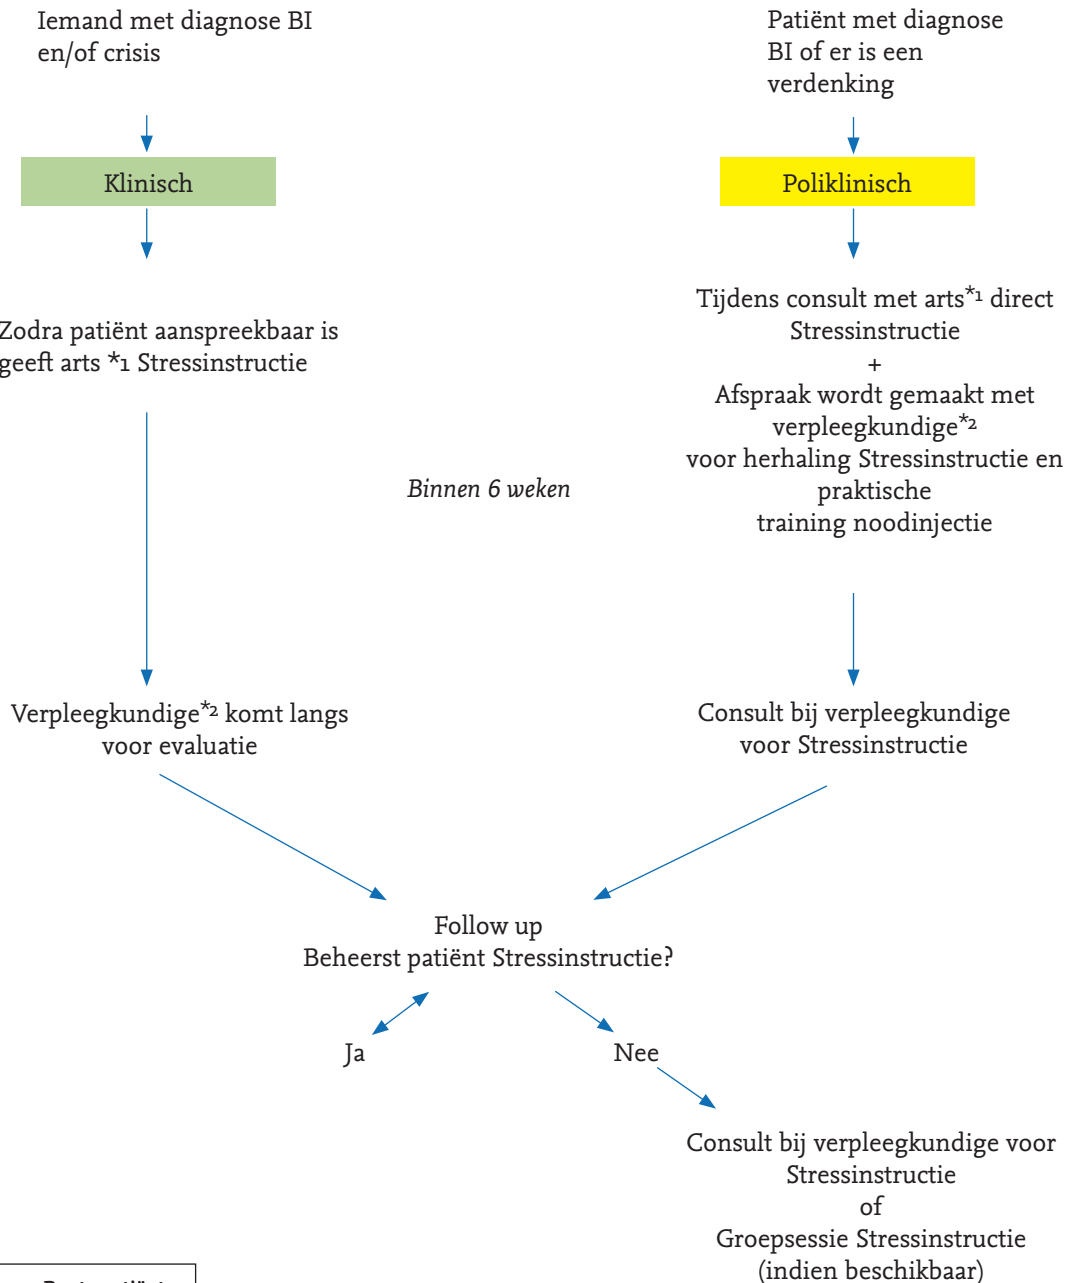 Iemand met diagnose BI
en/of crisis
Klinisch
Zodra patiënt aanspreekbaar is
geeft arts *1 Stressinstructie
Verpleegkundige*2 komt langs
voor evaluatie
Patiënt met diagnose
BI of er is een
verdenking
Poliklinisch
Tijdens consult met arts*1 direct
Stressinstructie
+
Afspraak wordt gemaakt met
verpleegkundige*2
voor herhaling Stressinstructie en
praktische
training noodinjectie
Binnen 6 weken
Consult bij verpleegkundige
voor Stressinstructie
Follow up
Beheerst patiënt Stressinstructie?
Ja
Nee
Consult bij verpleegkundige voor
Stressinstructie
of
Groepsessie Stressinstructie
(indien beschikbaar)